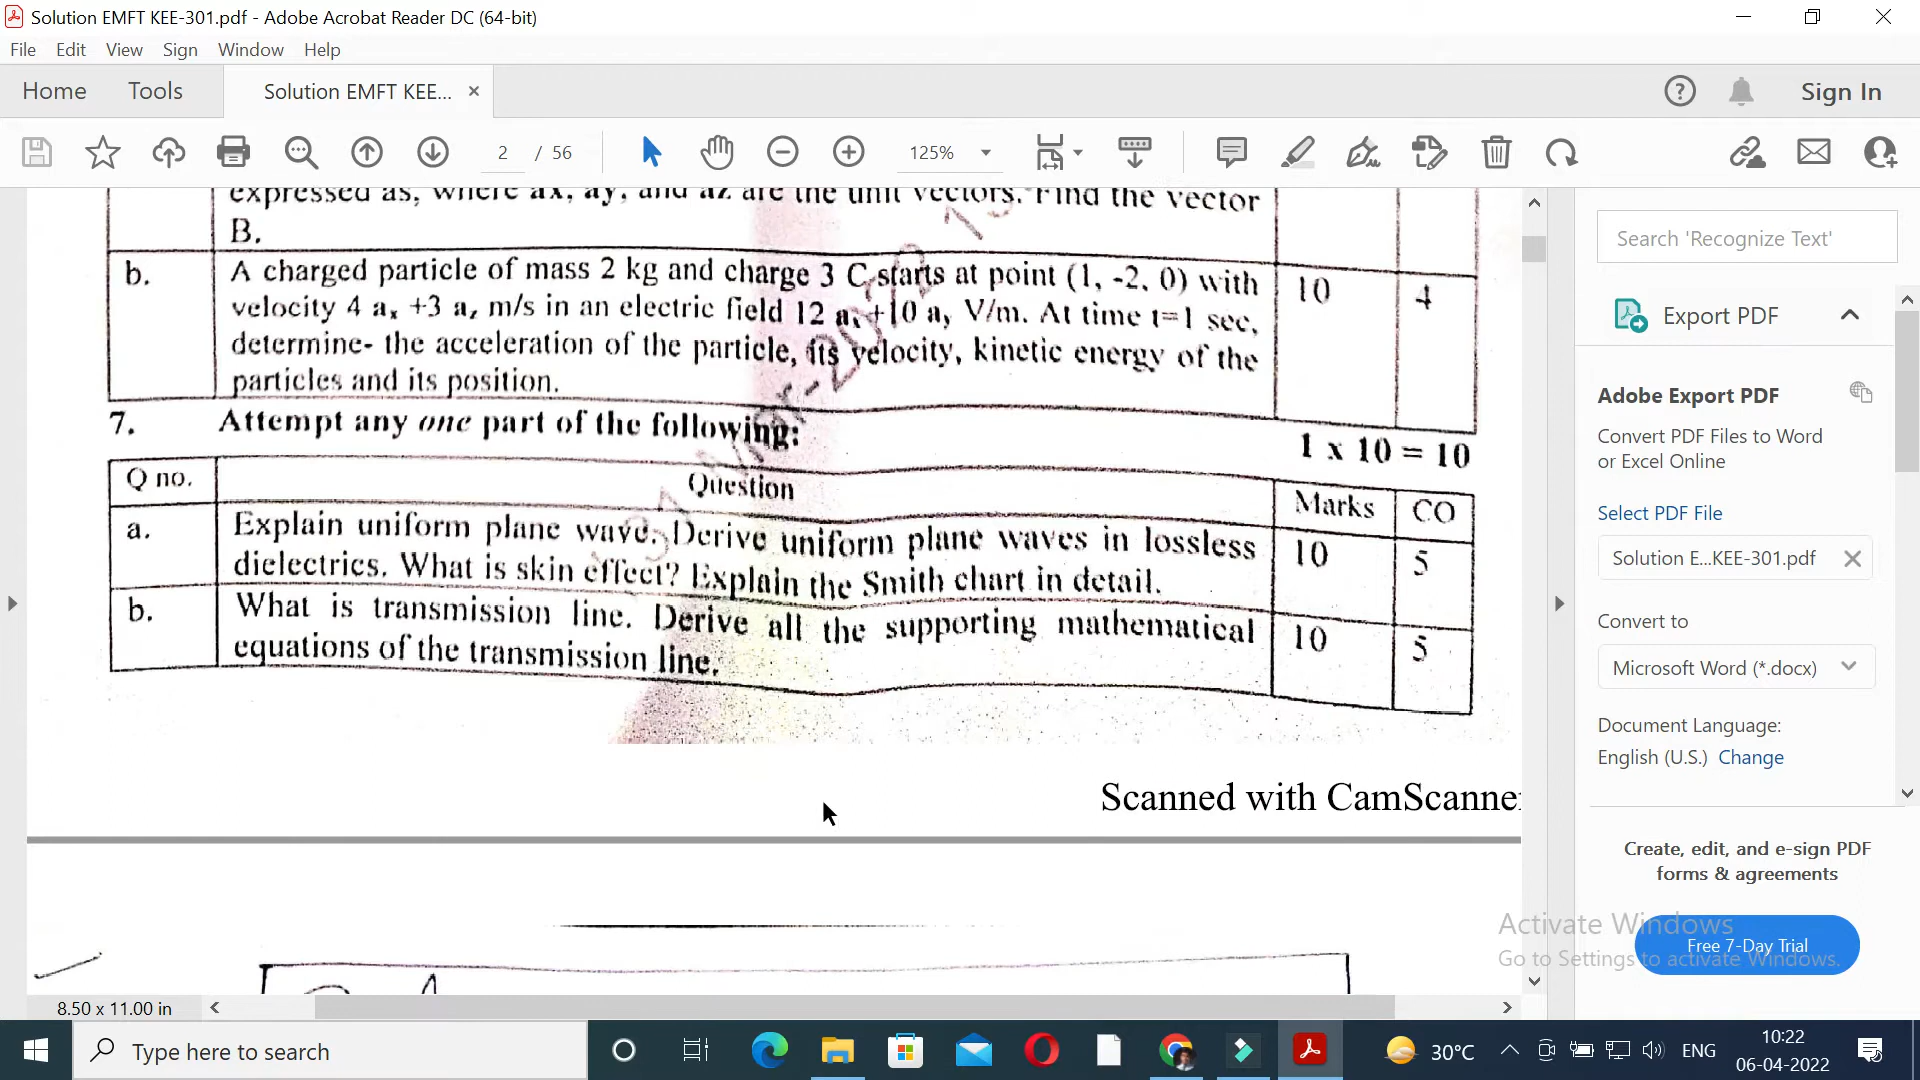 Solution EMFT KEE-301.pdf - Adobe Acrobat Reader DC (64-bit)
File Edit View Sign Window Help
Home Tools Solution EMFT KEE... × Sign In
2 / 56 125%
expressed as, where ax, ay, and az are the unit vectors. Find the vector
B.
b. A charged particle of mass 2 kg and charge 3 C starts at point (1, -2, 0) with 10 4
velocity 4 ax +3 az m/s in an electric field 12 ax +10 ay V/m. At time t=1 sec,
determine- the acceleration of the particle, its velocity, kinetic energy of the
particles and its position.
7. Attempt any one part of the following: 1 x 10 = 10
Q no. Question Marks CO
a. Explain uniform plane wave. Derive uniform plane waves in lossless 10 5
dielectrics. What is skin effect? Explain the Smith chart in detail.
b. What is transmission line. Derive all the supporting mathematical 10 5
equations of the transmission line.
Scanned with CamScanner
8.50 x 11.00 in
Search 'Recognize Text'
Export PDF
Adobe Export PDF
Convert PDF Files to Word
or Excel Online
Select PDF File
Solution E...KEE-301.pdf
Convert to
Microsoft Word (*.docx)
Document Language:
English (U.S.) Change
Create, edit, and e-sign PDF
forms & agreements
Free 7-Day Trial
Activate Windows
Go to Settings to activate Windows.
Type here to search
30°C ENG 10:22
06-04-2022